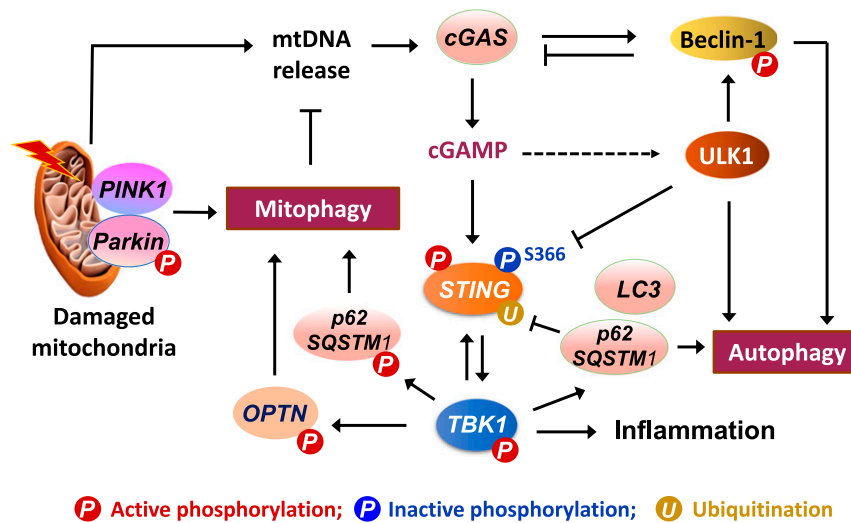 mtDNA
release
cGAS
Beclin-1
P
cGAMP
ULK1
PINK1
Parkin
P
Mitophagy
Damaged
mitochondria
P
P
S366
STING
U
LC3
p62
SQSTM1
P
p62
SQSTM1
Autophagy
OPTN
P
TBK1
P
Inflammation
P Active phosphorylation; P Inactive phosphorylation; U Ubiquitination